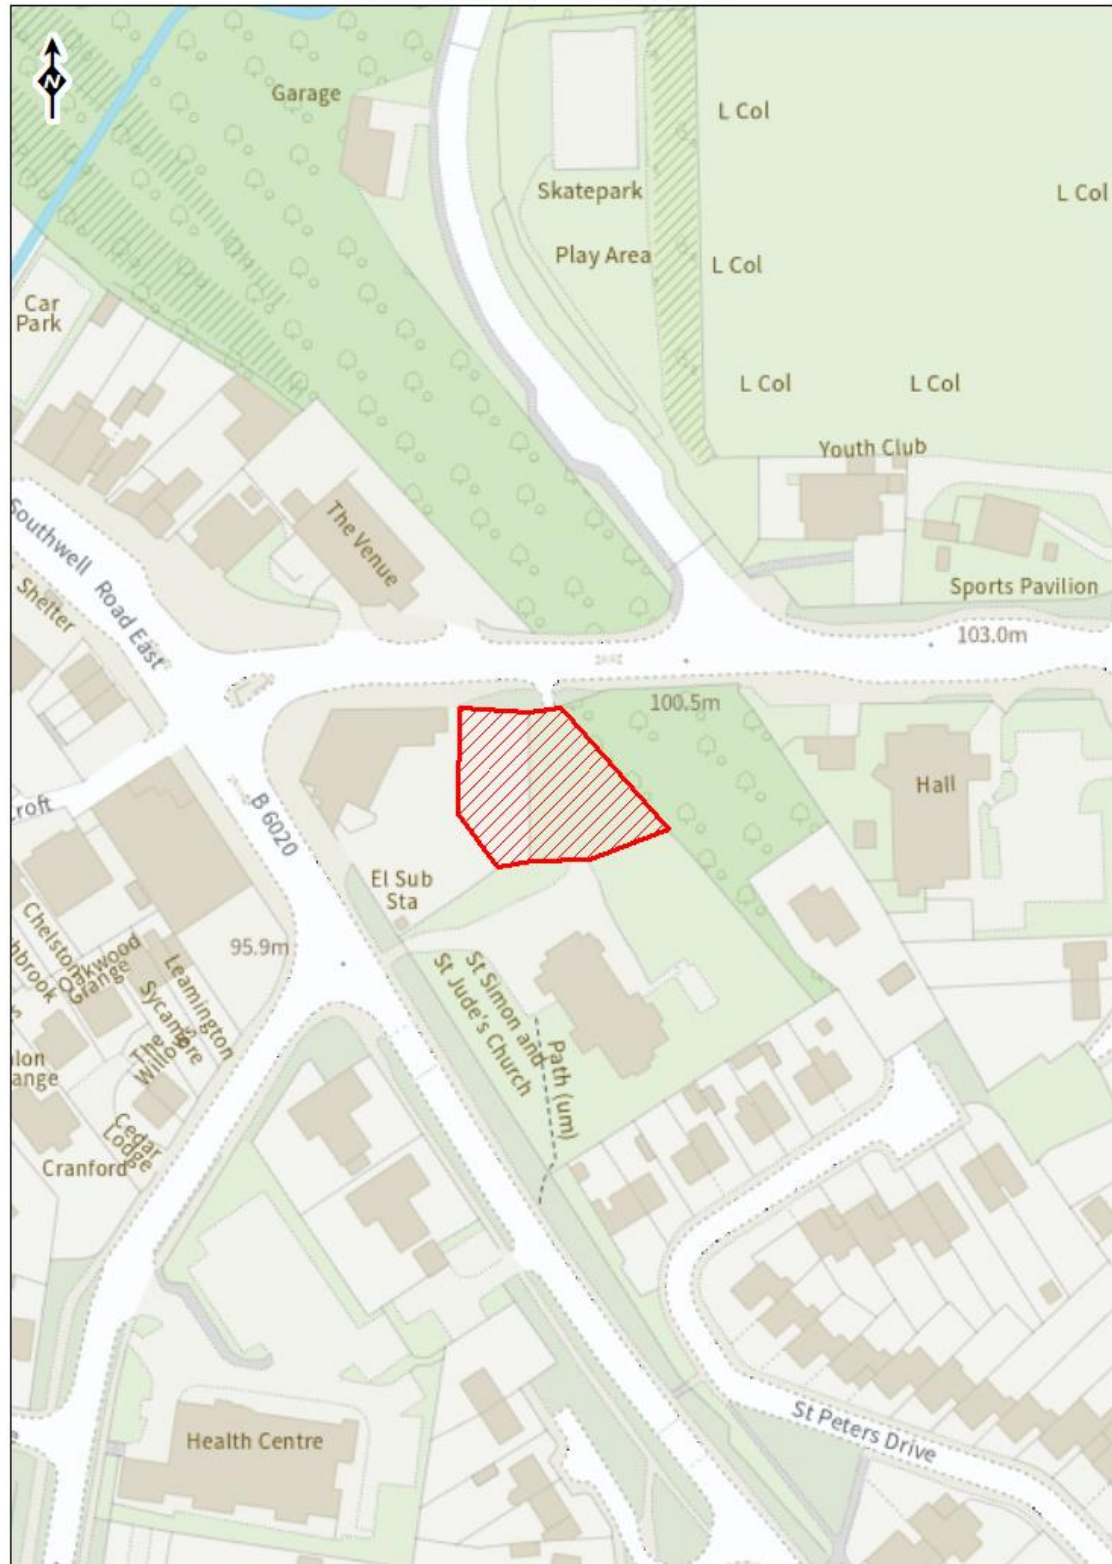 N
Garage
L Col
Skatepark
L Col
Play Area
L Col
Car
Park
L Col
L Col
Youth Club
The Venue
Southwell Road East
Shelter
Sports Pavilion
103.0m
100.5m
Hall
croft
B 6020
El Sub
Sta
95.9m
Chelston
Oakwood
Grange
Leamington
Sycamore
The
Willows
St Simon and
St Jude's Church
Path (um)
Cedar
Lodge
Cranford
St Peters Drive
Health Centre